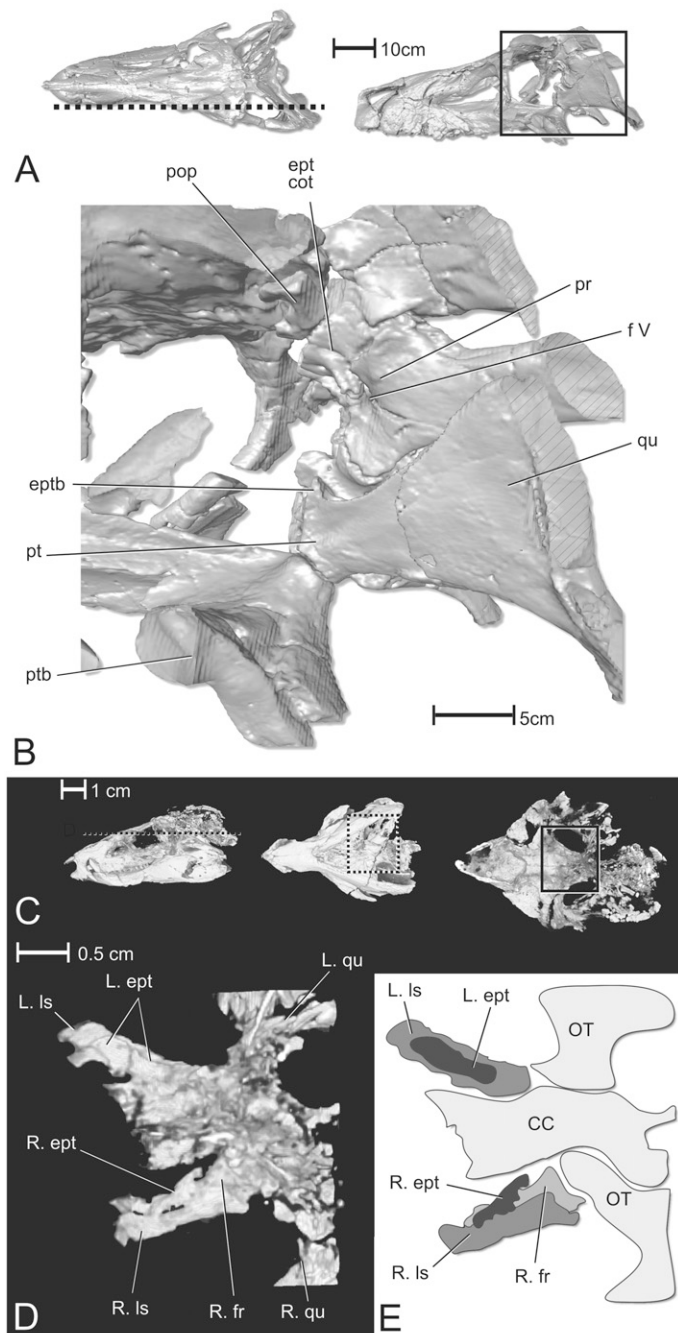 10cm
A
pop
ept
cot
pr
f V
qu
eptb
pt
ptb
5cm
B
1 cm
C
0.5 cm
L. qu
L. ept
L. ls
R. ept
R. ls
R. fr
R. qu
D
L. ls
L. ept
OT
CC
R. ept
OT
R. ls
R. fr
E